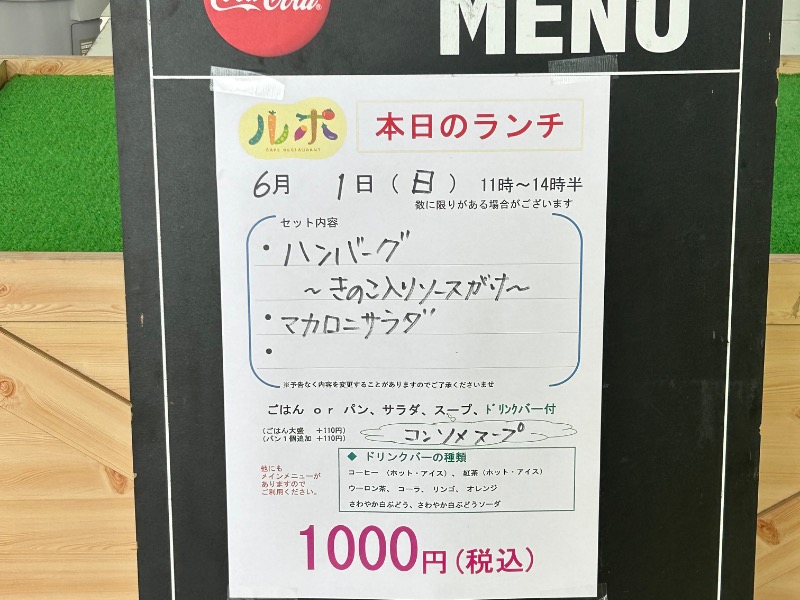 Coca-Cola
MENU
ルポ
CAFE RESTAURANT
本日のランチ
6月 1日(日) 11時～14時半
数に限りがある場合がございます
セット内容
・ハンバーグ
～きのこ入りソースがけ～
・マカロニサラダ
・
※予告なく内容を変更することがありますのでご了承くださいませ
ごはん or パン、サラダ、スープ、ドリンクバー付
(ごはん大盛 +110円)
(パン1個追加 +110円)
コンソメスープ
他にも
メインメニューが
ありますので
ご利用ください。
◆ ドリンクバーの種類
コーヒー (ホット・アイス)、 紅茶(ホット・アイス)
ウーロン茶、 コーラ、 リンゴ、 オレンジ
さわやか白ぶどう、さわやか白ぶどうソーダ
1000円(税込)